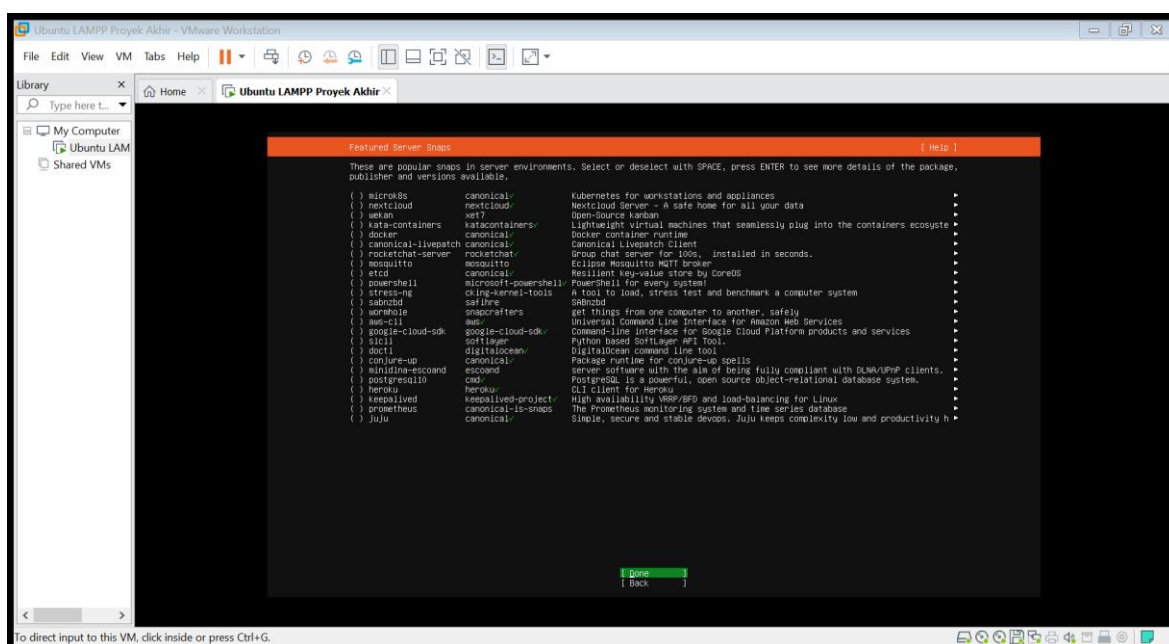 Ubuntu LAMPP Proyek Akhir - VMware Workstation
File Edit View VM Tabs Help
Library
Type here t...
My Computer
Ubuntu LAM
Shared VMs
Home
Ubuntu LAMPP Proyek Akhir
Featured Server Snaps [ Help ]
These are popular snaps in server environments. Select or deselect with SPACE, press ENTER to see more details of the package,
publisher and versions available.
( ) microk8s canonical✓ Kubernetes for workstations and appliances
( ) nextcloud nextcloud✓ Nextcloud Server - A safe home for all your data
( ) wekan xet7 Open-Source kanban
( ) kata-containers katacontainers✓ Lightweight virtual machines that seamlessly plug into the containers ecosyste
( ) docker canonical✓ Docker container runtime
( ) canonical-livepatch canonical✓ Canonical Livepatch Client
( ) rocketchat-server rocketchat✓ Group chat server for 100s, installed in seconds.
( ) mosquitto mosquitto Eclipse Mosquitto MQTT broker
( ) etcd canonical✓ Resilient key-value store by CoreOS
( ) powershell microsoft-powershell✓ PowerShell for every system!
( ) stress-ng cking-kernel-tools A tool to load, stress test and benchmark a computer system
( ) sabnzbd safihre SABnzbd
( ) wormhole snapcrafters get things from one computer to another, safely
( ) aws-cli aws✓ Universal Command Line Interface for Amazon Web Services
( ) google-cloud-sdk google-cloud-sdk✓ Command-line interface for Google Cloud Platform products and services
( ) slcli softlayer Python based SoftLayer API Tool.
( ) doctl digitalocean✓ DigitalOcean command line tool
( ) conjure-up canonical✓ Package runtime for conjure-up spells
( ) minidlna-escoand escoand server software with the aim of being fully compliant with DLNA/UPnP clients.
( ) postgresql10 cmd✓ PostgreSQL is a powerful, open source object-relational database system.
( ) heroku heroku✓ CLI client for Heroku
( ) keepalived keepalived-project✓ High availability VRRP/BFD and load-balancing for Linux
( ) prometheus canonical-is-snaps The Prometheus monitoring system and time series database
( ) juju canonical✓ Simple, secure and stable devops. Juju keeps complexity low and productivity h
[ Done ]
[ Back ]
To direct input to this VM, click inside or press Ctrl+G.